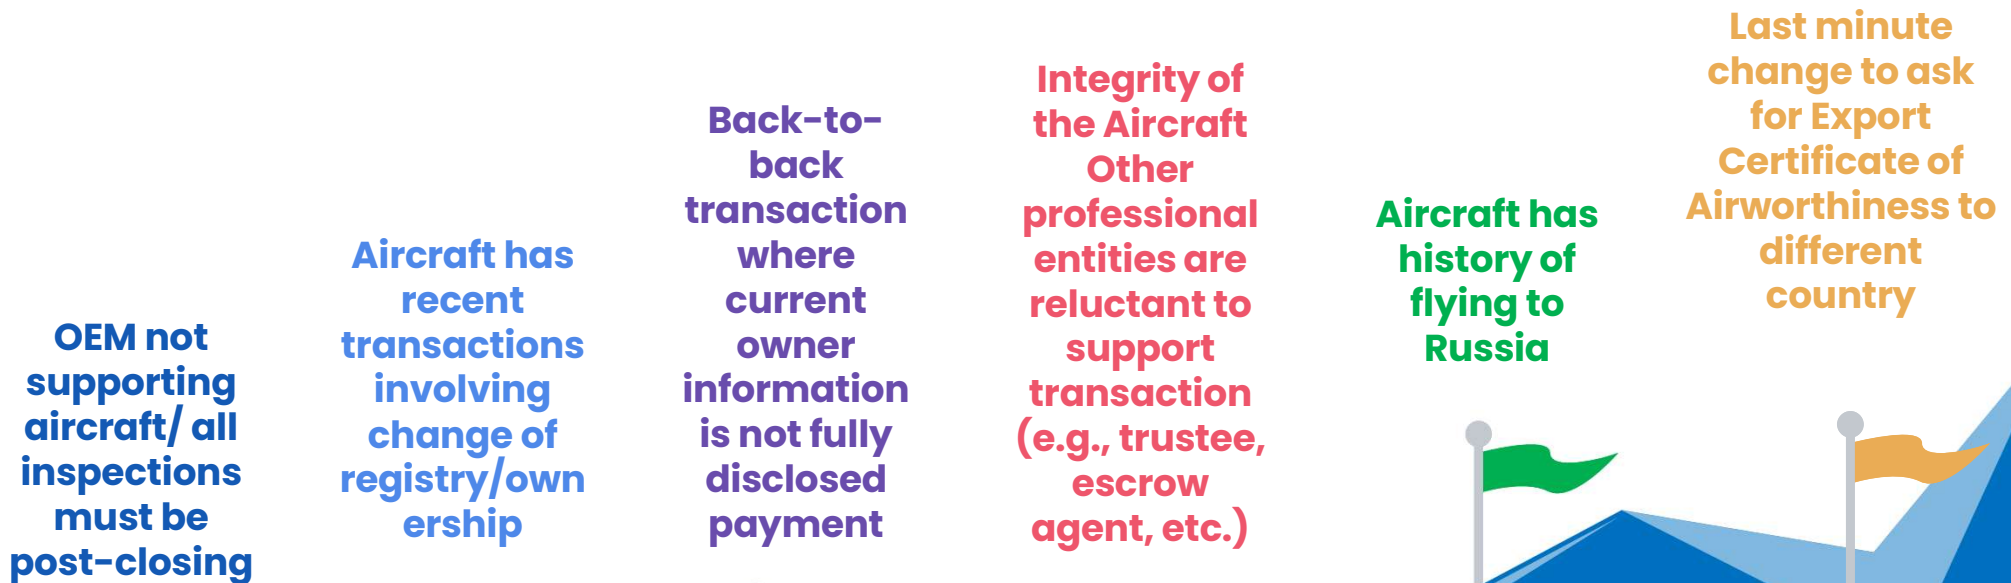 OEM not
supporting
aircraft/ all
inspections
must be
post-closing
Aircraft has
recent
transactions
involving
change of
registry/own
ership
Back-to-
back
transaction
where
current
owner
information
is not fully
disclosed
payment
Integrity of
the Aircraft
Other
professional
entities are
reluctant to
support
transaction
(e.g., trustee,
escrow
agent, etc.)
Aircraft has
history of
flying to
Russia
Last minute
change to ask
for Export
Certificate of
Airworthiness to
different
country